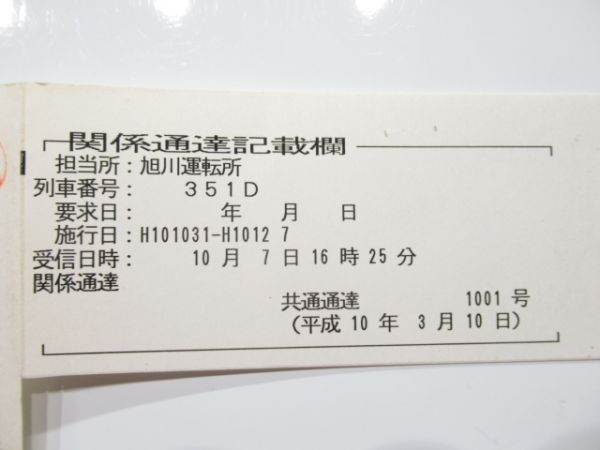 関係通達記載欄
担当所：旭川運転所
列車番号： 351D
要求日： 年 月 日
施行日：H101031-H1012 7
受信日時： 10 月 7 日 16 時 25 分
関係通達
共通通達 1001 号
(平成 10 年 3 月 10 日)